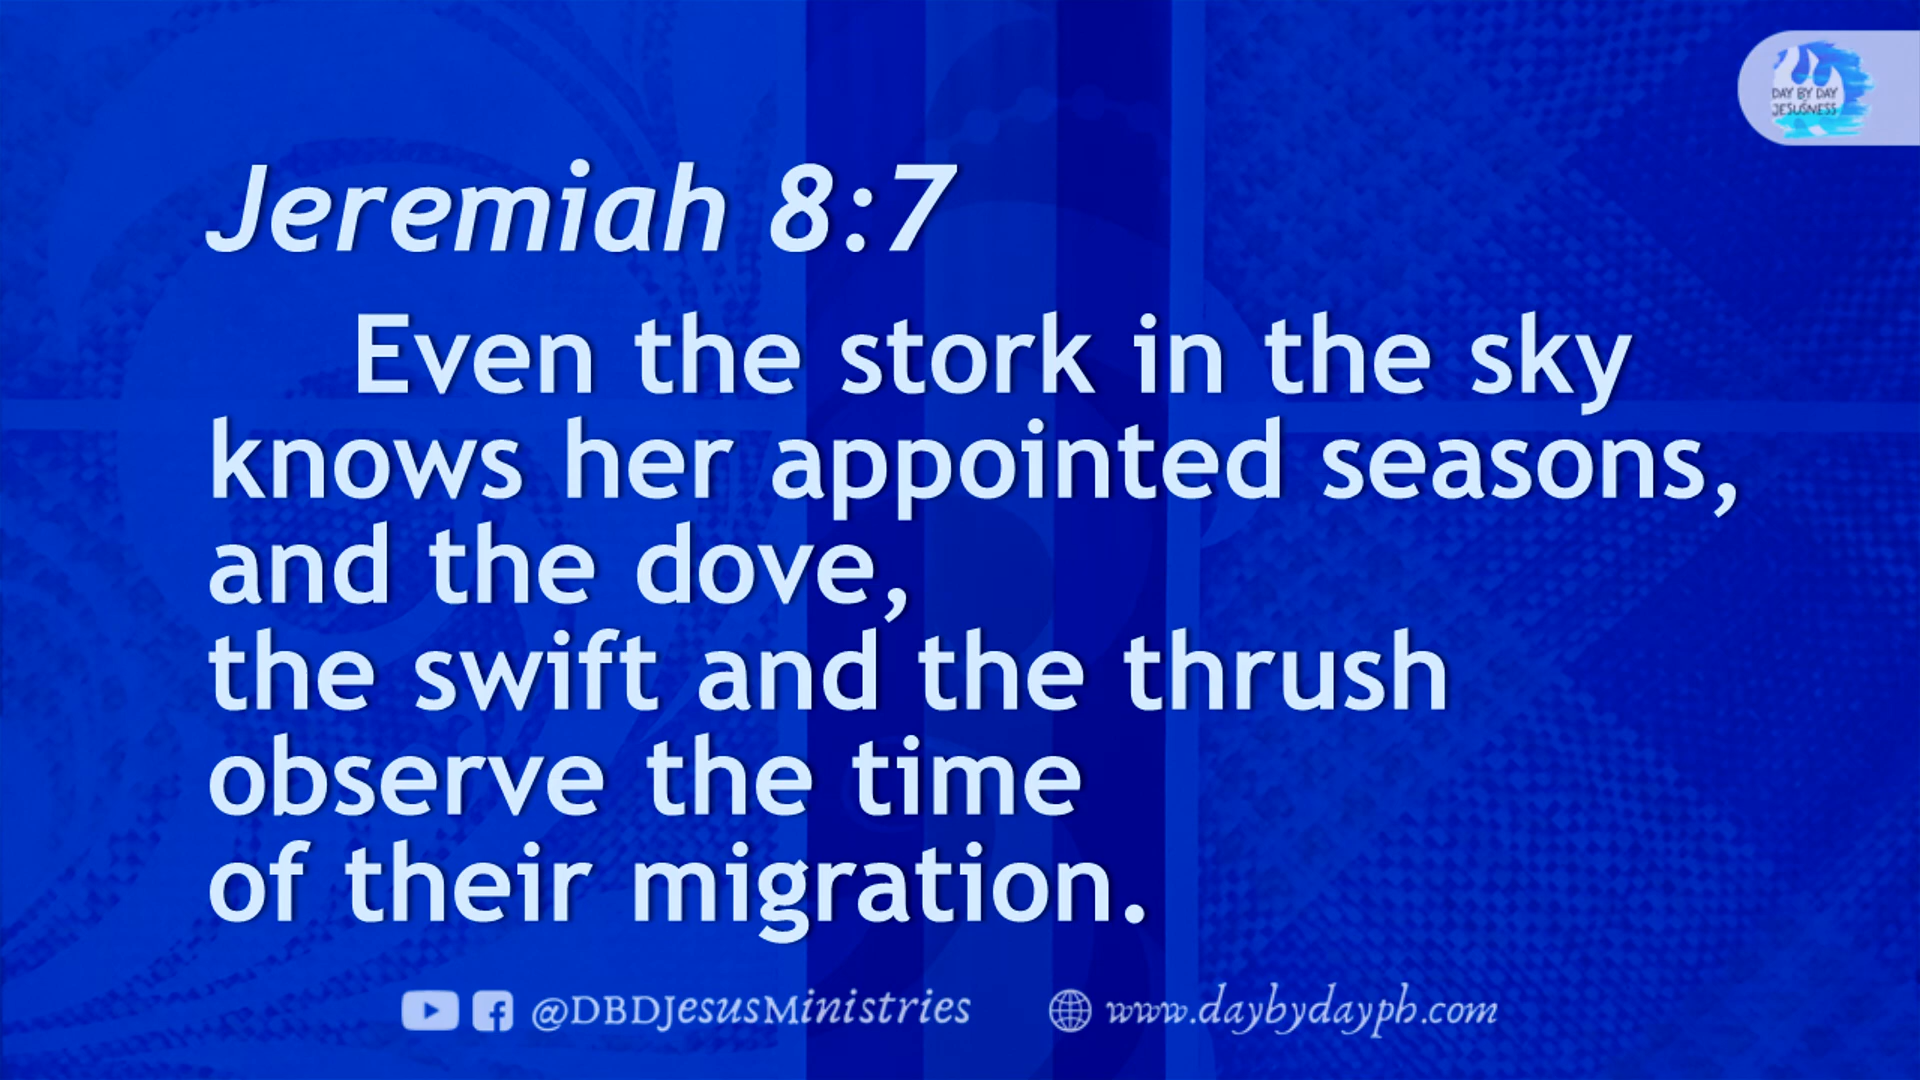 DAY BY DAY
JESUSNESS
Jeremiah 8:7
Even the stork in the sky
knows her appointed seasons,
and the dove,
the swift and the thrush
observe the time
of their migration.
@DBDJesusMinistries www.daybydayph.com